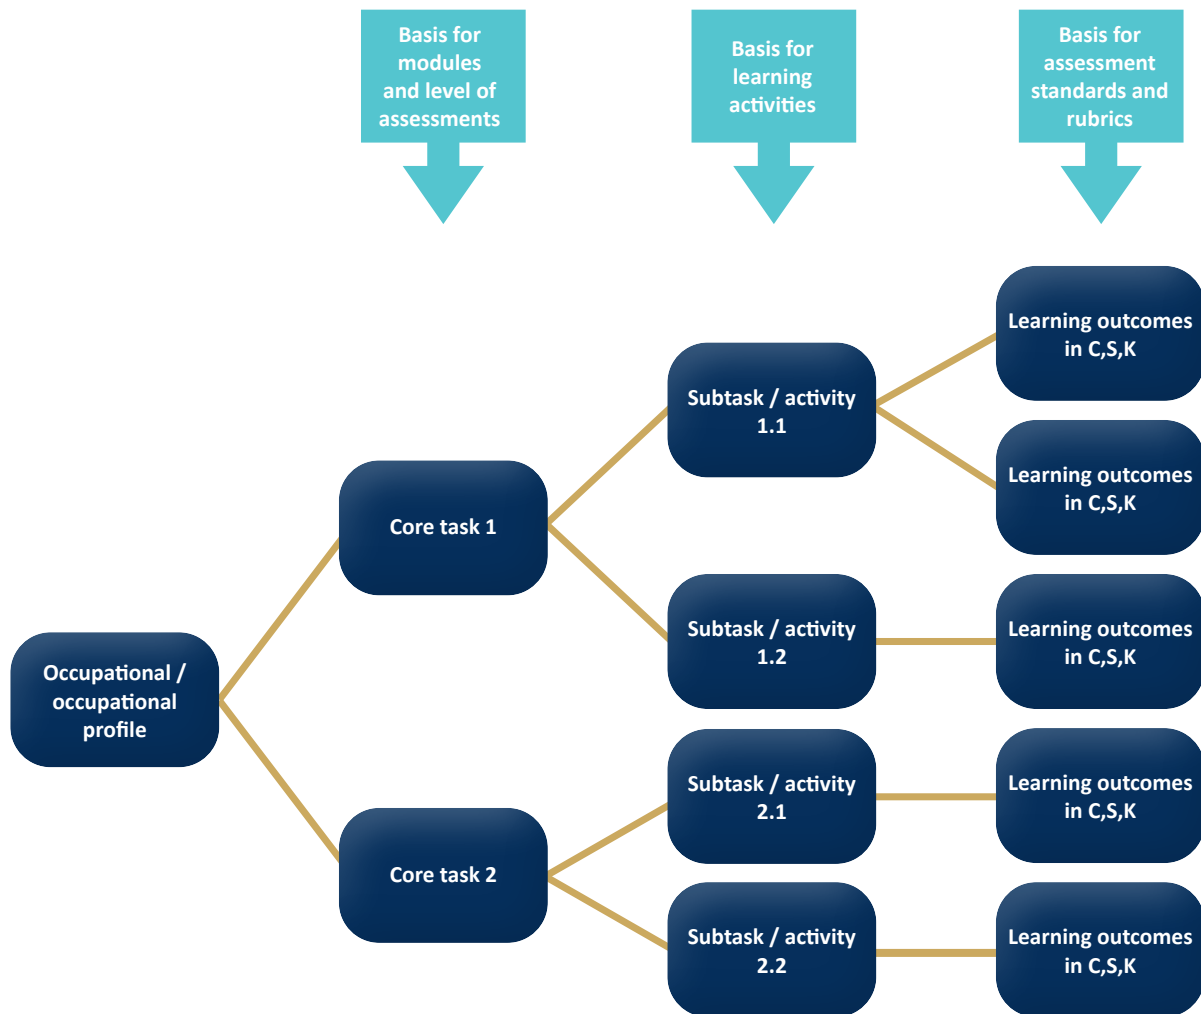 Basis for
modules
and level of
assessments
Basis for
learning
activities
Basis for
assessment
standards and
rubrics
Learning outcomes
in C,S,K
Subtask / activity
1.1
Learning outcomes
in C,S,K
Core task 1
Subtask / activity
1.2
Learning outcomes
in C,S,K
Occupational /
occupational
profile
Subtask / activity
2.1
Learning outcomes
in C,S,K
Core task 2
Subtask / activity
2.2
Learning outcomes
in C,S,K